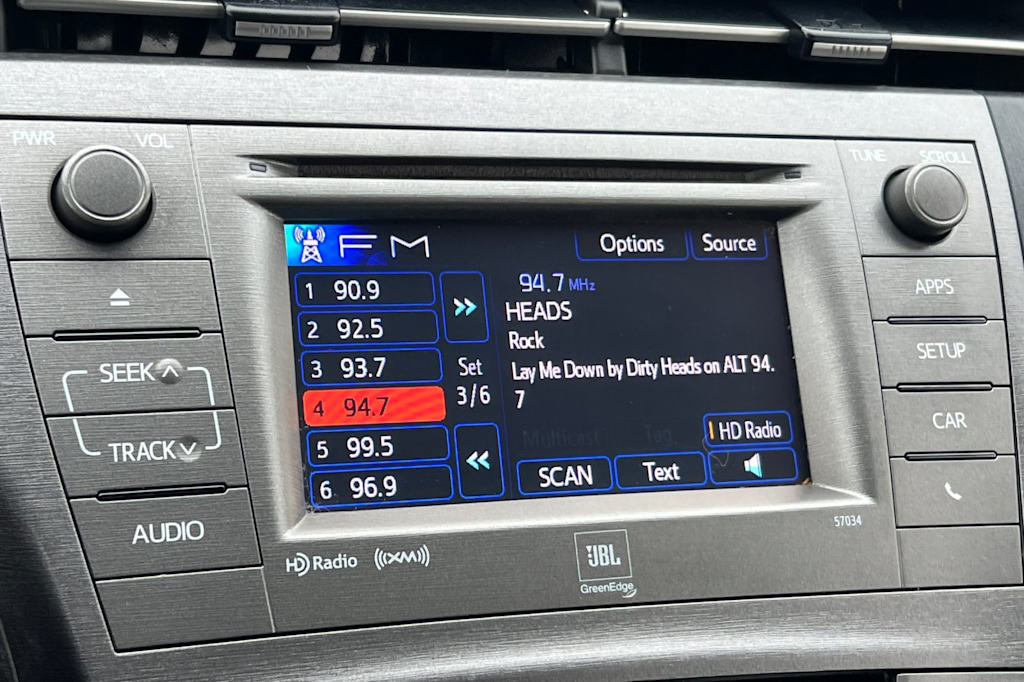 PWR VOL
TUNE SCROLL
FM
Options
Source
1 90.9
2 92.5
3 93.7
4 94.7
5 99.5
6 96.9
Set
3/6
94.7 MHz
HEADS
Rock
Lay Me Down by Dirty Heads on ALT 94.
7
Multicast
Tag
HD Radio
SCAN
Text
SEEK
TRACK
AUDIO
APPS
SETUP
CAR
57034
HD Radio
((XM))
JBL
GreenEdge